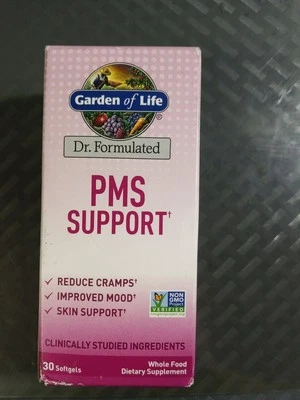 Garden of Life®
Dr. Formulated
PMS
SUPPORT†
✓ REDUCE CRAMPS†
✓ IMPROVED MOOD†
✓ SKIN SUPPORT†
NON
GMO
Project
VERIFIED
CLINICALLY STUDIED INGREDIENTS
30 Softgels
Whole Food
Dietary Supplement